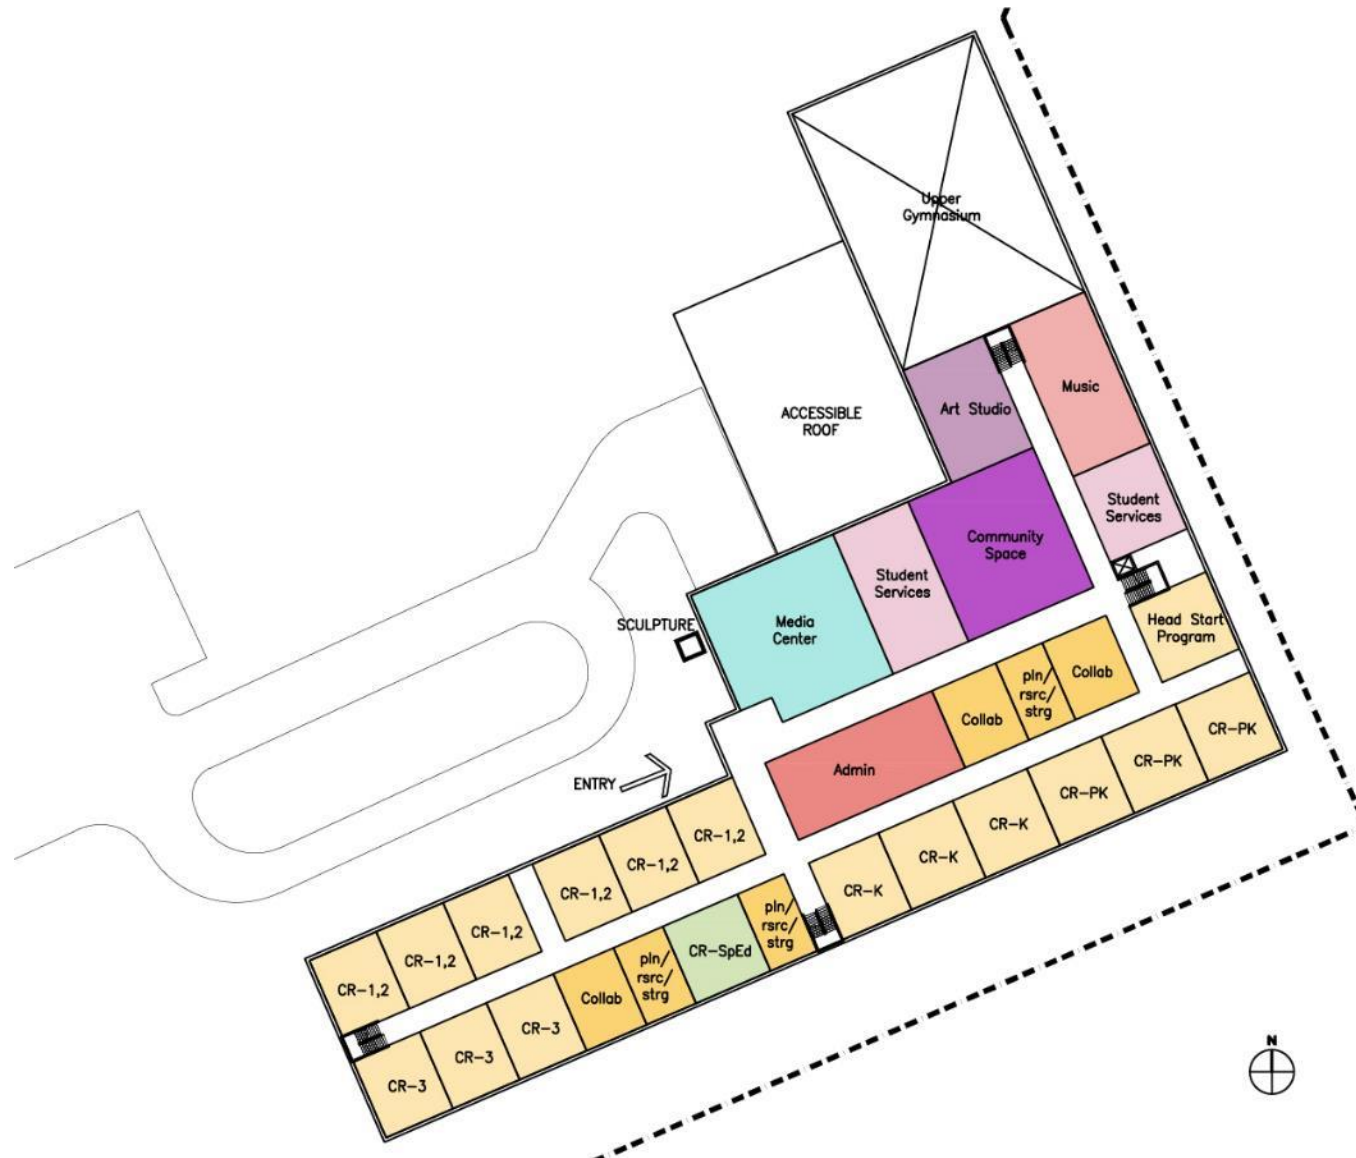 Upper
Gymnasium
ACCESSIBLE
ROOF
Art Studio
Music
Student
Services
Community
Space
Student
Services
Media
Center
SCULPTURE
Head Start
Program
Collab
pln/
rsrc/
strg
Collab
Admin
ENTRY
CR-PK
CR-PK
CR-PK
CR-K
CR-K
CR-K
CR-1,2
CR-1,2
CR-1,2
CR-1,2
CR-1,2
CR-1,2
pln/
rsrc/
strg
CR-SpEd
pln/
rsrc/
strg
Collab
CR-3
CR-3
CR-3
N